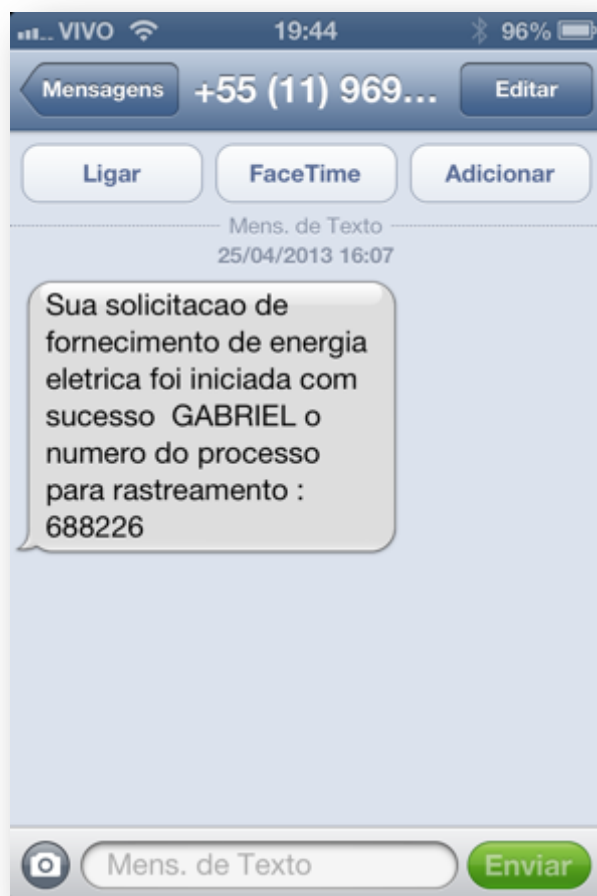 VIVO 19:44 96%
Mensagens +55 (11) 969... Editar
Ligar FaceTime Adicionar
Mens. de Texto
25/04/2013 16:07
Sua solicitacao de
fornecimento de energia
eletrica foi iniciada com
sucesso  GABRIEL o
numero do processo
para rastreamento :
688226
Mens. de Texto Enviar